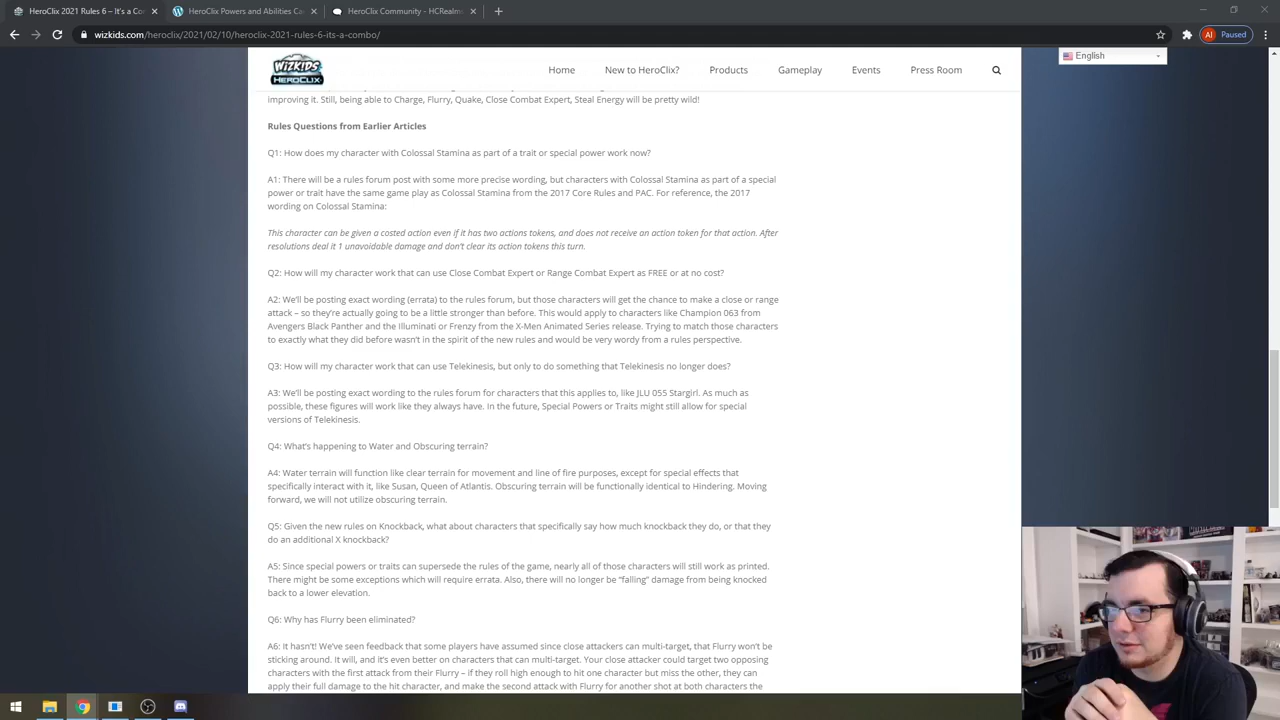 HeroClix 2021 Rules 6 – It's a Co
HeroClix Powers and Abilities Ca
HeroClix Community - HCRealms
wizkids.com/heroclix/2021/02/10/heroclix-2021-rules-6-its-a-combo/
AI Paused
WIZKIDS
HEROCLIX
Home New to HeroClix? Products Gameplay Events Press Room
English
improving it. Still, being able to Charge, Flurry, Quake, Close Combat Expert, Steal Energy will be pretty wild!
Rules Questions from Earlier Articles
Q1: How does my character with Colossal Stamina as part of a trait or special power work now?
A1: There will be a rules forum post with some more precise wording, but characters with Colossal Stamina as part of a special
power or trait have the same game play as Colossal Stamina from the 2017 Core Rules and PAC. For reference, the 2017
wording on Colossal Stamina:
This character can be given a costed action even if it has two actions tokens, and does not receive an action token for that action. After
resolutions deal it 1 unavoidable damage and don't clear its action tokens this turn.
Q2: How will my character work that can use Close Combat Expert or Range Combat Expert as FREE or at no cost?
A2: We'll be posting exact wording (errata) to the rules forum, but those characters will get the chance to make a close or range
attack – so they're actually going to be a little stronger than before. This would apply to characters like Champion 063 from
Avengers Black Panther and the Illuminati or Frenzy from the X-Men Animated Series release. Trying to match those characters
to exactly what they did before wasn't in the spirit of the new rules and would be very wordy from a rules perspective.
Q3: How will my character work that can use Telekinesis, but only to do something that Telekinesis no longer does?
A3: We'll be posting exact wording to the rules forum for characters that this applies to, like JLU 055 Stargirl. As much as
possible, these figures will work like they always have. In the future, Special Powers or Traits might still allow for special
versions of Telekinesis.
Q4: What's happening to Water and Obscuring terrain?
A4: Water terrain will function like clear terrain for movement and line of fire purposes, except for special effects that
specifically interact with it, like Susan, Queen of Atlantis. Obscuring terrain will be functionally identical to Hindering. Moving
forward, we will not utilize obscuring terrain.
Q5: Given the new rules on Knockback, what about characters that specifically say how much knockback they do, or that they
do an additional X knockback?
A5: Since special powers or traits can supersede the rules of the game, nearly all of those characters will still work as printed.
There might be some exceptions which will require errata. Also, there will no longer be "falling" damage from being knocked
back to a lower elevation.
Q6: Why has Flurry been eliminated?
A6: It hasn't! We've seen feedback that some players have assumed since close attackers can multi-target, that Flurry won't be
sticking around. It will, and it's even better on characters that can multi-target. Your close attacker could target two opposing
characters with the first attack from their Flurry – if they roll high enough to hit one character but miss the other, they can
apply their full damage to the hit character, and make the second attack with Flurry for another shot at both characters the